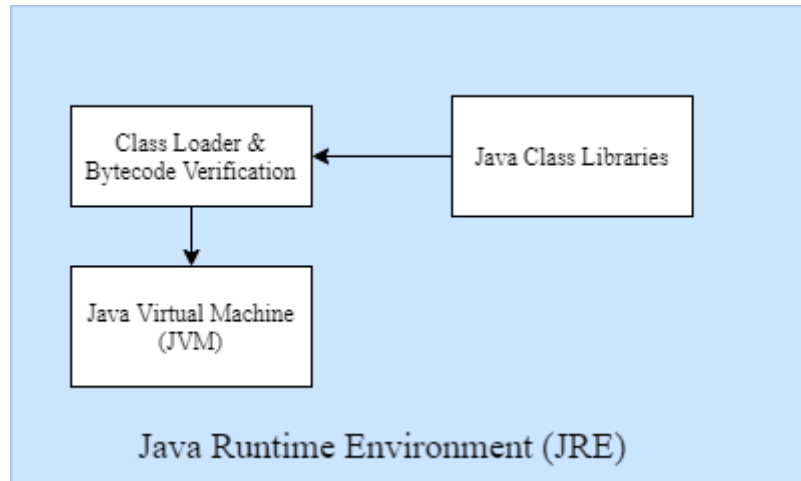 Class Loader &
Bytecode Verification
Java Class Libraries
Java Virtual Machine
(JVM)
Java Runtime Environment (JRE)